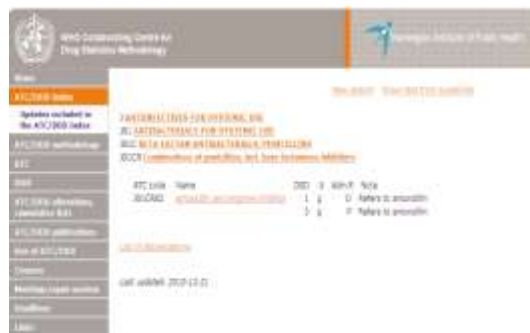 WHO Collaborating Centre for
Drug Statistics Methodology
Norwegian Institute of Public Health
News
ATC/DDD Index
Updates included in
the ATC/DDD Index
ATC/DDD methodology
ATC
DDD
ATC/DDD alterations,
cumulative lists
ATC/DDD publications
Use of ATC/DDD
Courses
Meetings/open session
Deadlines
Links
New search Show text from Guidelines
J ANTIINFECTIVES FOR SYSTEMIC USE
J01 ANTIBACTERIALS FOR SYSTEMIC USE
J01C BETA-LACTAM ANTIBACTERIALS, PENICILLINS
J01CR Combinations of penicillins, incl. beta-lactamase inhibitors
ATC code Name DDD U Adm.R Note
J01CR02 amoxicillin and enzyme inhibitor 1 g O Refers to amoxicillin
3 g P Refers to amoxicillin
List of abbreviations
Last updated: 2010-12-21